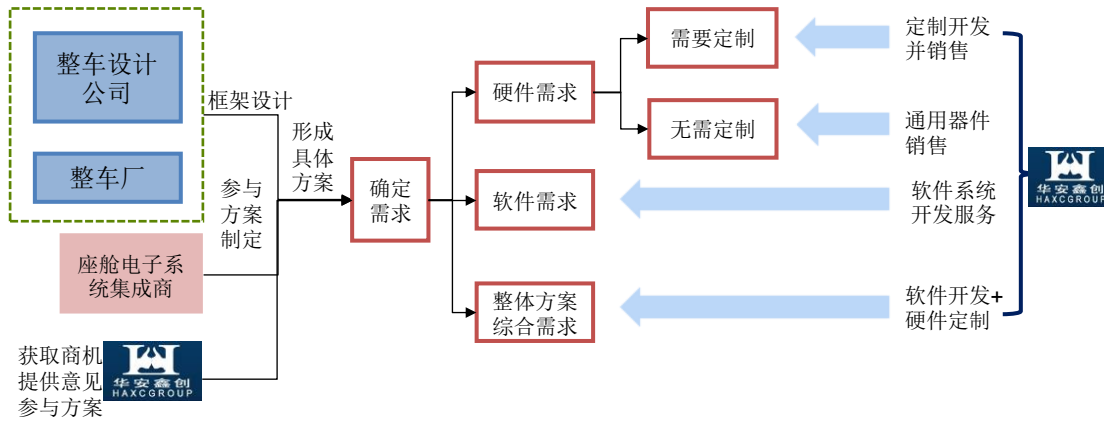 整车设计
公司
整车厂
框架设计
参与
方案
制定
座舱电子系
统集成商
获取商机
提供意见
参与方案
华安鑫创
HAXCGROUP
形成
具体
方案
确定
需求
硬件需求
软件需求
整体方案
综合需求
需要定制
无需定制
定制开发
并销售
通用器件
销售
软件系统
开发服务
软件开发+
硬件定制
华安鑫创
HAXCGROUP